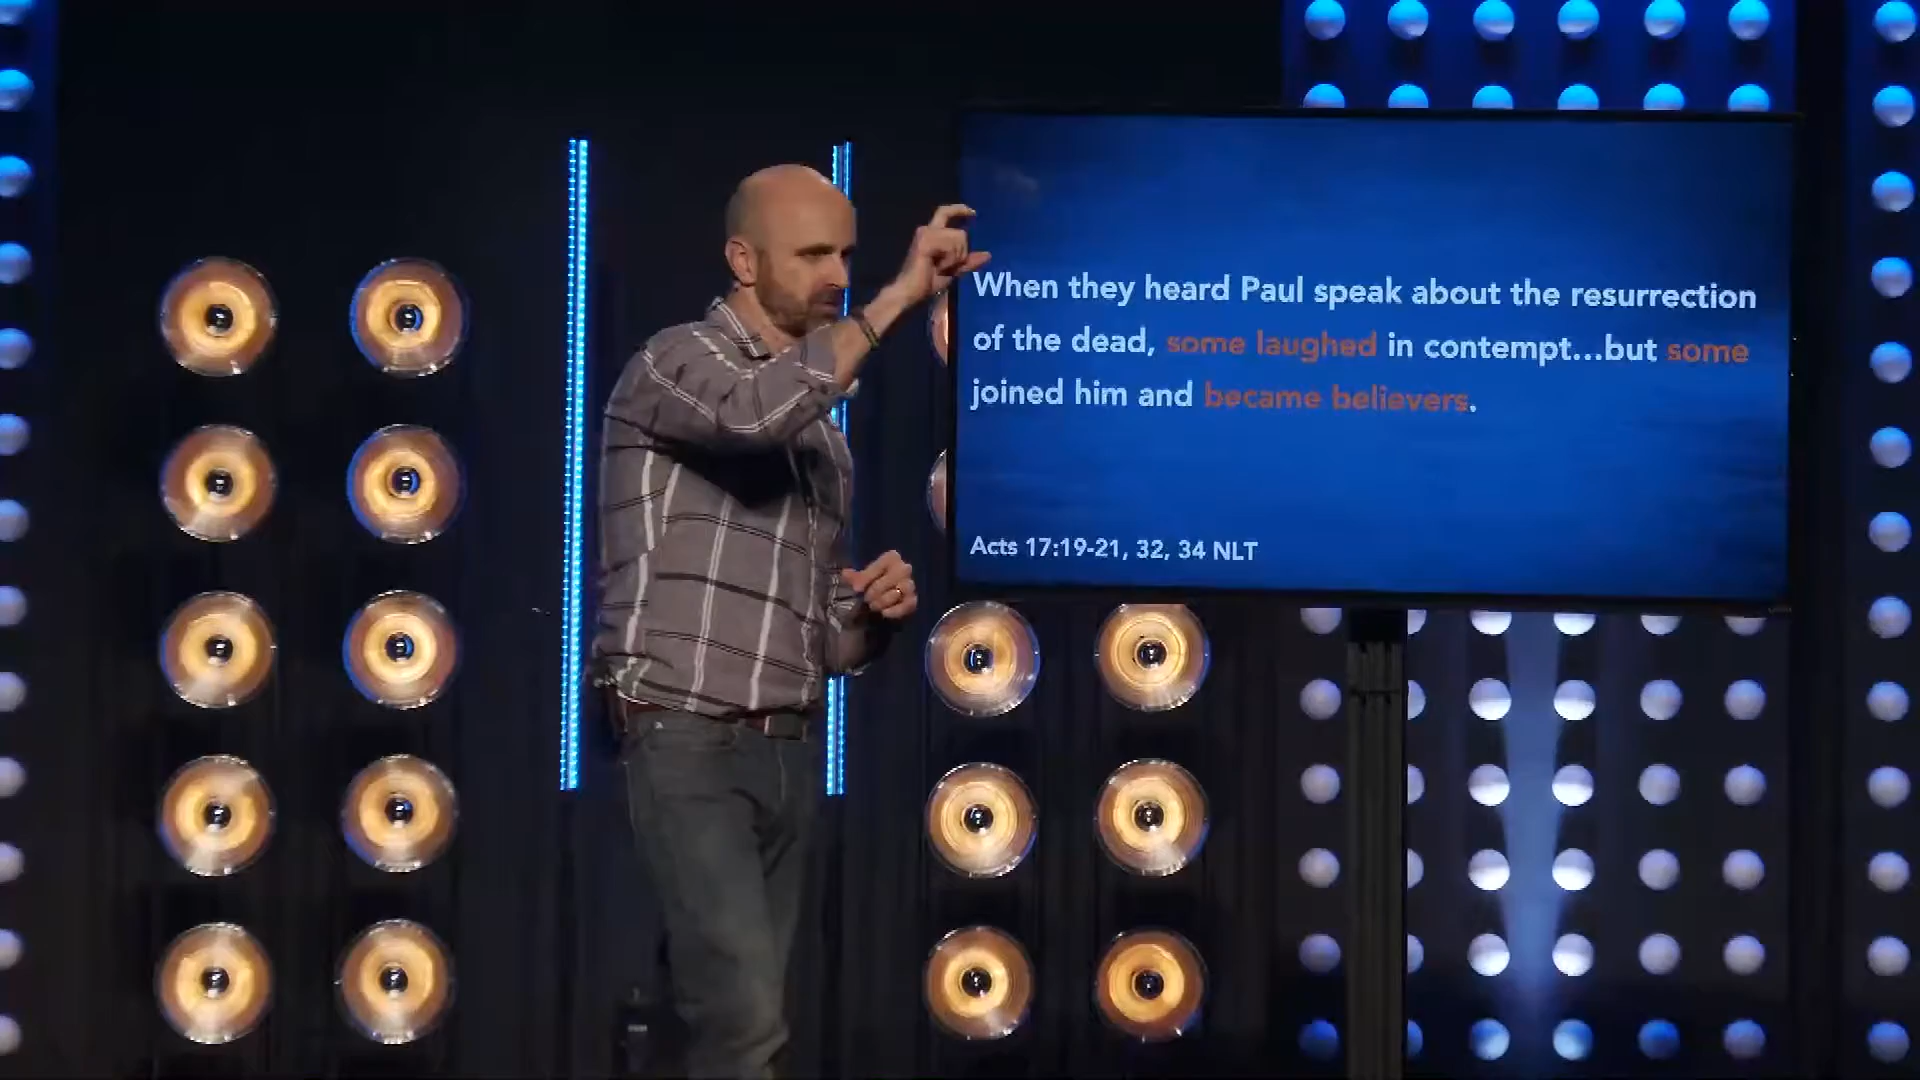 When they heard Paul speak about the resurrection
of the dead, some laughed in contempt...but some
joined him and became believers.
Acts 17:19-21, 32, 34 NLT